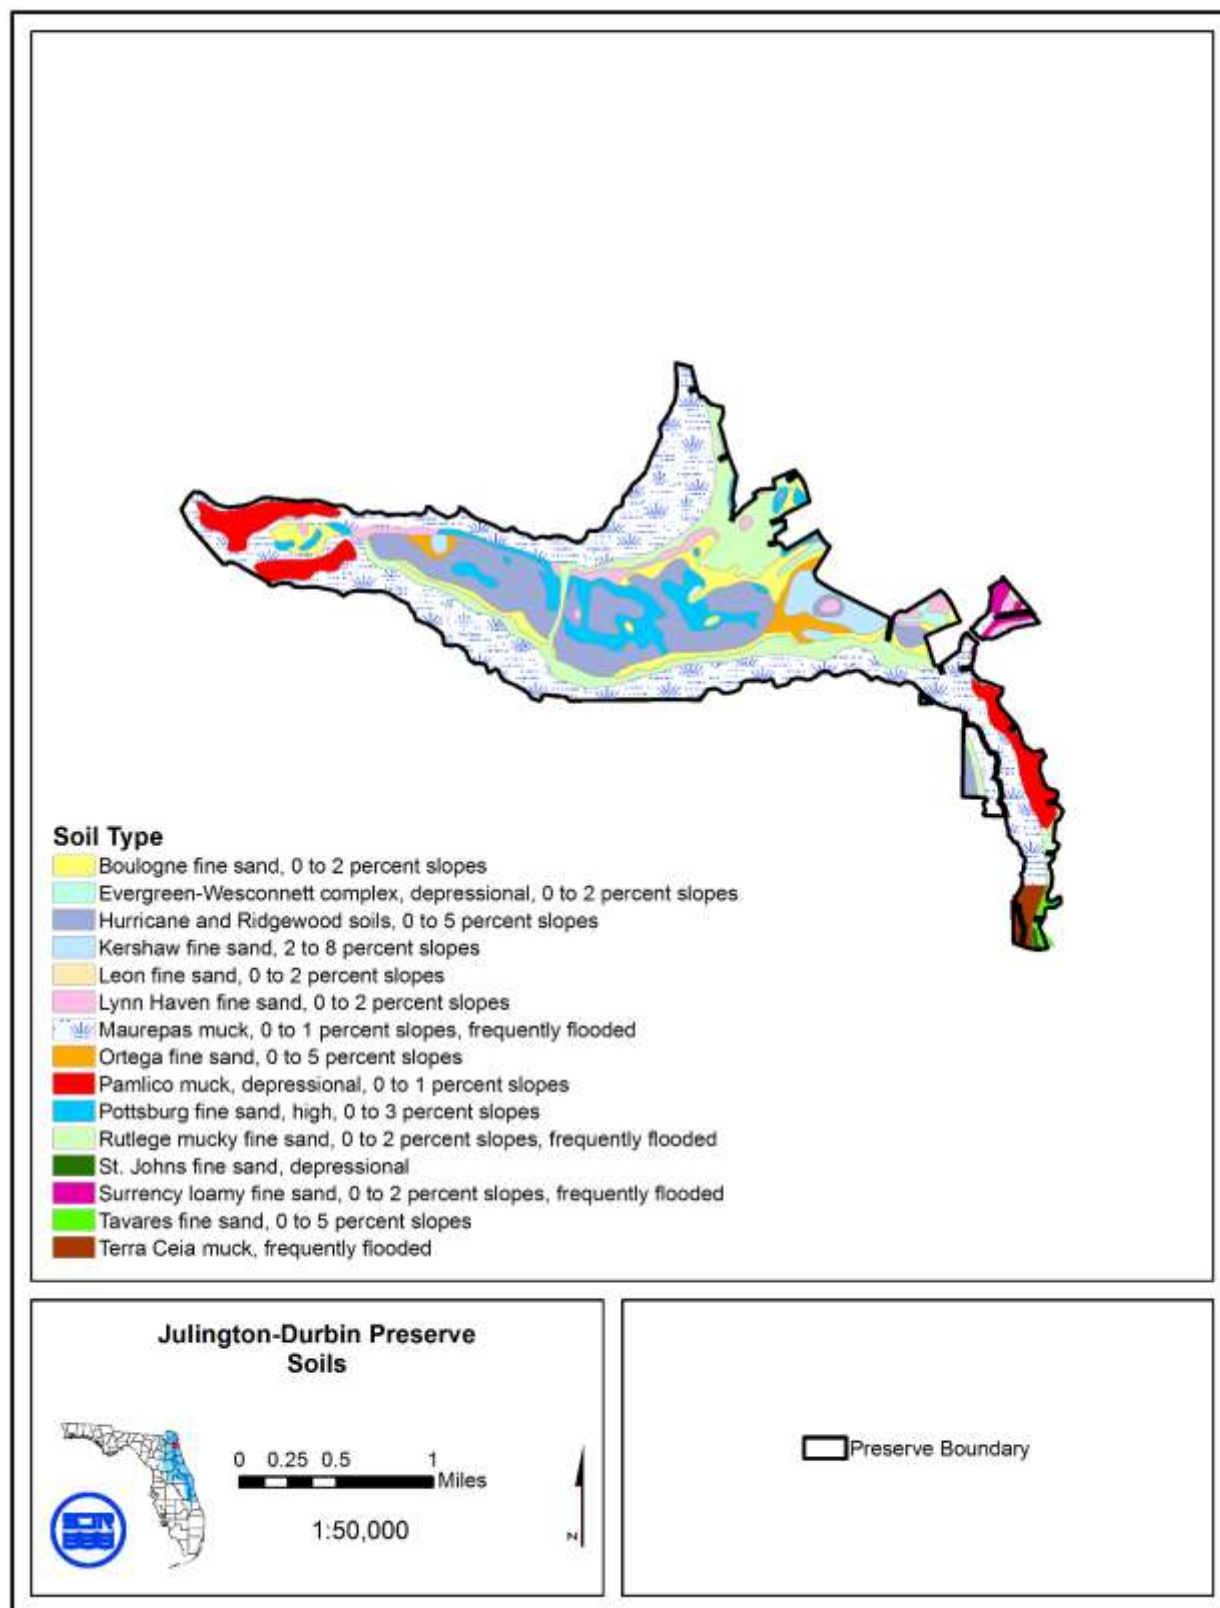 Soil Type
Boulogne fine sand, 0 to 2 percent slopes
Evergreen-Wesconnett complex, depressional, 0 to 2 percent slopes
Hurricane and Ridgewood soils, 0 to 5 percent slopes
Kershaw fine sand, 2 to 8 percent slopes
Leon fine sand, 0 to 2 percent slopes
Lynn Haven fine sand, 0 to 2 percent slopes
Maurepas muck, 0 to 1 percent slopes, frequently flooded
Ortega fine sand, 0 to 5 percent slopes
Pamlico muck, depressional, 0 to 1 percent slopes
Pottsburg fine sand, high, 0 to 3 percent slopes
Rutlege mucky fine sand, 0 to 2 percent slopes, frequently flooded
St. Johns fine sand, depressional
Surrency loamy fine sand, 0 to 2 percent slopes, frequently flooded
Tavares fine sand, 0 to 5 percent slopes
Terra Ceia muck, frequently flooded
Julington-Durbin Preserve
Soils
0 0.25 0.5 1
Miles
1:50,000
N
Preserve Boundary